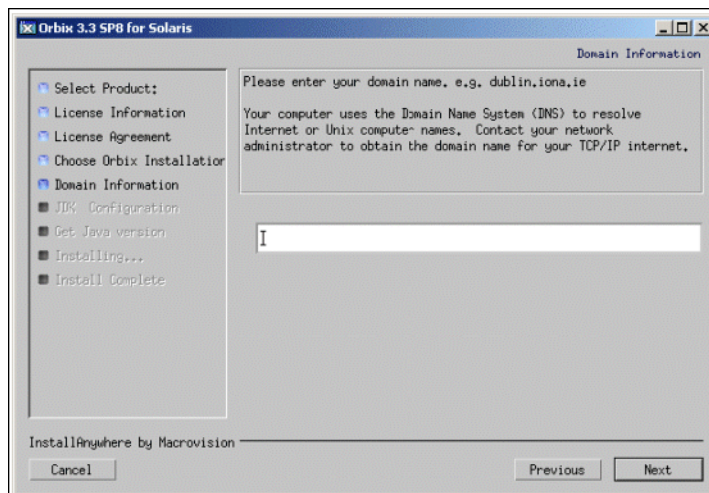 Orbix 3.3 SP8 for Solaris
Domain Information
Select Product:
License Information
License Agreement
Choose Orbix Installation
Domain Information
JDK Configuration
Get Java version
Installing...
Install Complete
Please enter your domain name. e.g. dublin.iona.ie
Your computer uses the Domain Name System (DNS) to resolve
Internet or Unix computer names. Contact your network
administrator to obtain the domain name for your TCP/IP internet.
InstallAnywhere by Macrovision
Cancel
Previous
Next